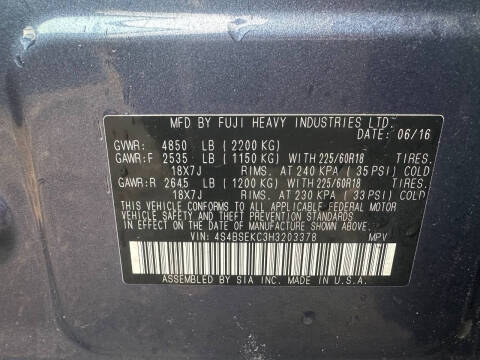 MFD BY FUJI HEAVY INDUSTRIES LTD.
DATE: 06/16
GVWR: 4850 LB (2200 KG)
GAWR:F 2535 LB (1150 KG) WITH 225/60R18 TIRES.
18X7J RIMS. AT 240 KPA (35 PSI) COLD
GAWR:R 2645 LB (1200 KG) WITH 225/60R18 TIRES.
18X7J RIMS. AT 230 KPA (33 PSI) COLD
THIS VEHICLE CONFORMS TO ALL APPLICABLE FEDERAL MOTOR
VEHICLE SAFETY AND THEFT PREVENTION STANDARDS
IN EFFECT ON THE DATE OF MANUFACTURE SHOWN ABOVE.
VIN: 4S4BSEKC3H3203378 MPV
ASSEMBLED BY SIA INC. MADE IN U.S.A.